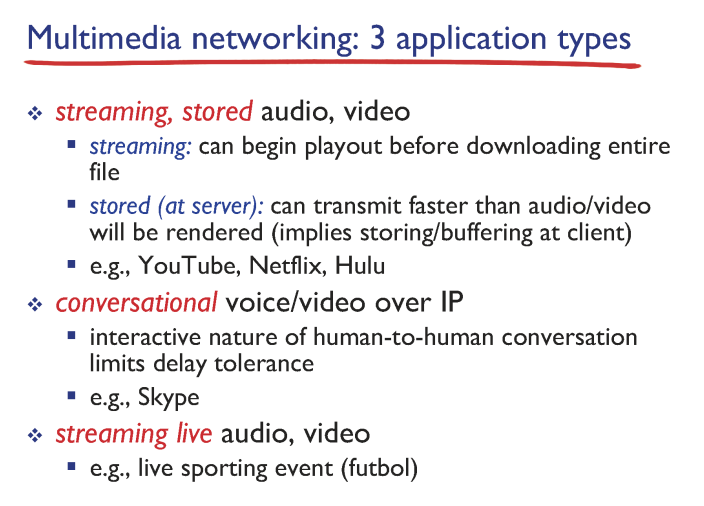 Multimedia networking: 3 application types
streaming, stored audio, video
streaming: can begin playout before downloading entire
file
stored (at server): can transmit faster than audio/video
will be rendered (implies storing/buffering at client)
e.g., YouTube, Netflix, Hulu
conversational voice/video over IP
interactive nature of human-to-human conversation
limits delay tolerance
e.g., Skype
streaming live audio, video
e.g., live sporting event (futbol)